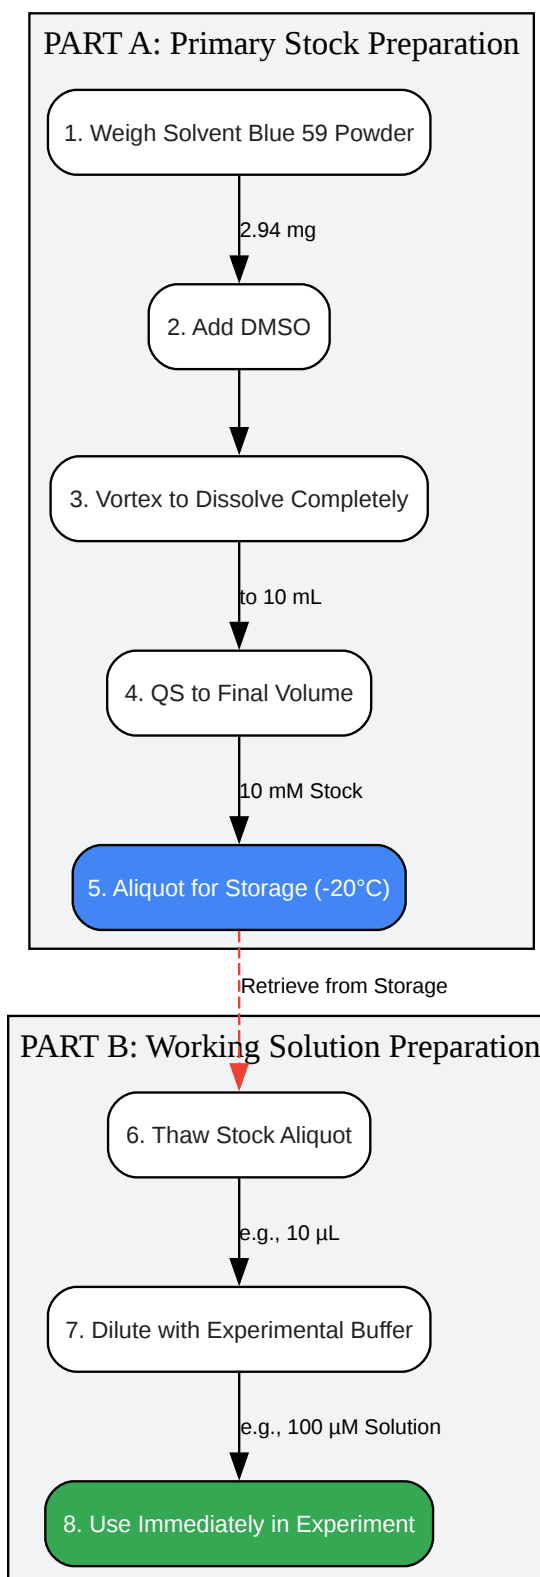 PART A: Primary Stock Preparation
1. Weigh Solvent Blue 59 Powder
2.94 mg
2. Add DMSO
3. Vortex to Dissolve Completely
to 10 mL
4. QS to Final Volume
10 mM Stock
5. Aliquot for Storage (-20°C)
Retrieve from Storage
PART B: Working Solution Preparation
6. Thaw Stock Aliquot
e.g., 10 µL
7. Dilute with Experimental Buffer
e.g., 100 µM Solution
8. Use Immediately in Experiment